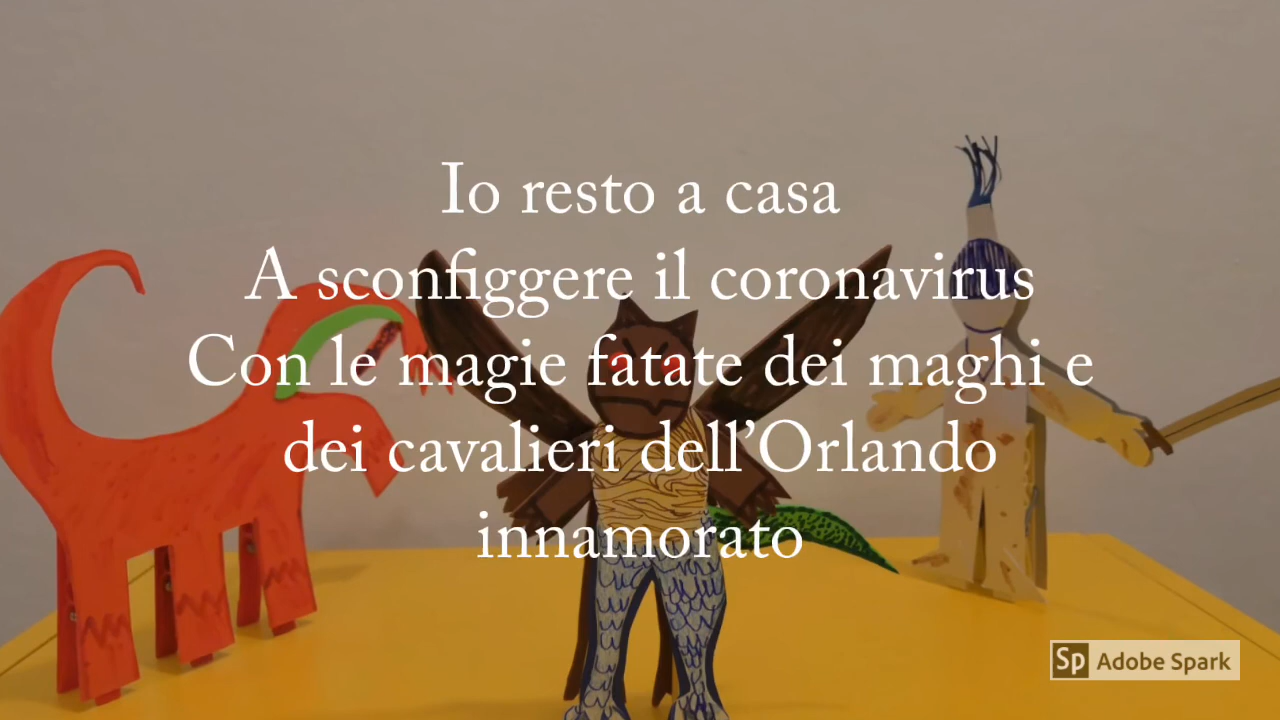 Io resto a casa
A sconfiggere il coronavirus
Con le magie fatate dei maghi e
dei cavalieri dell’Orlando
innamorato
Sp Adobe Spark